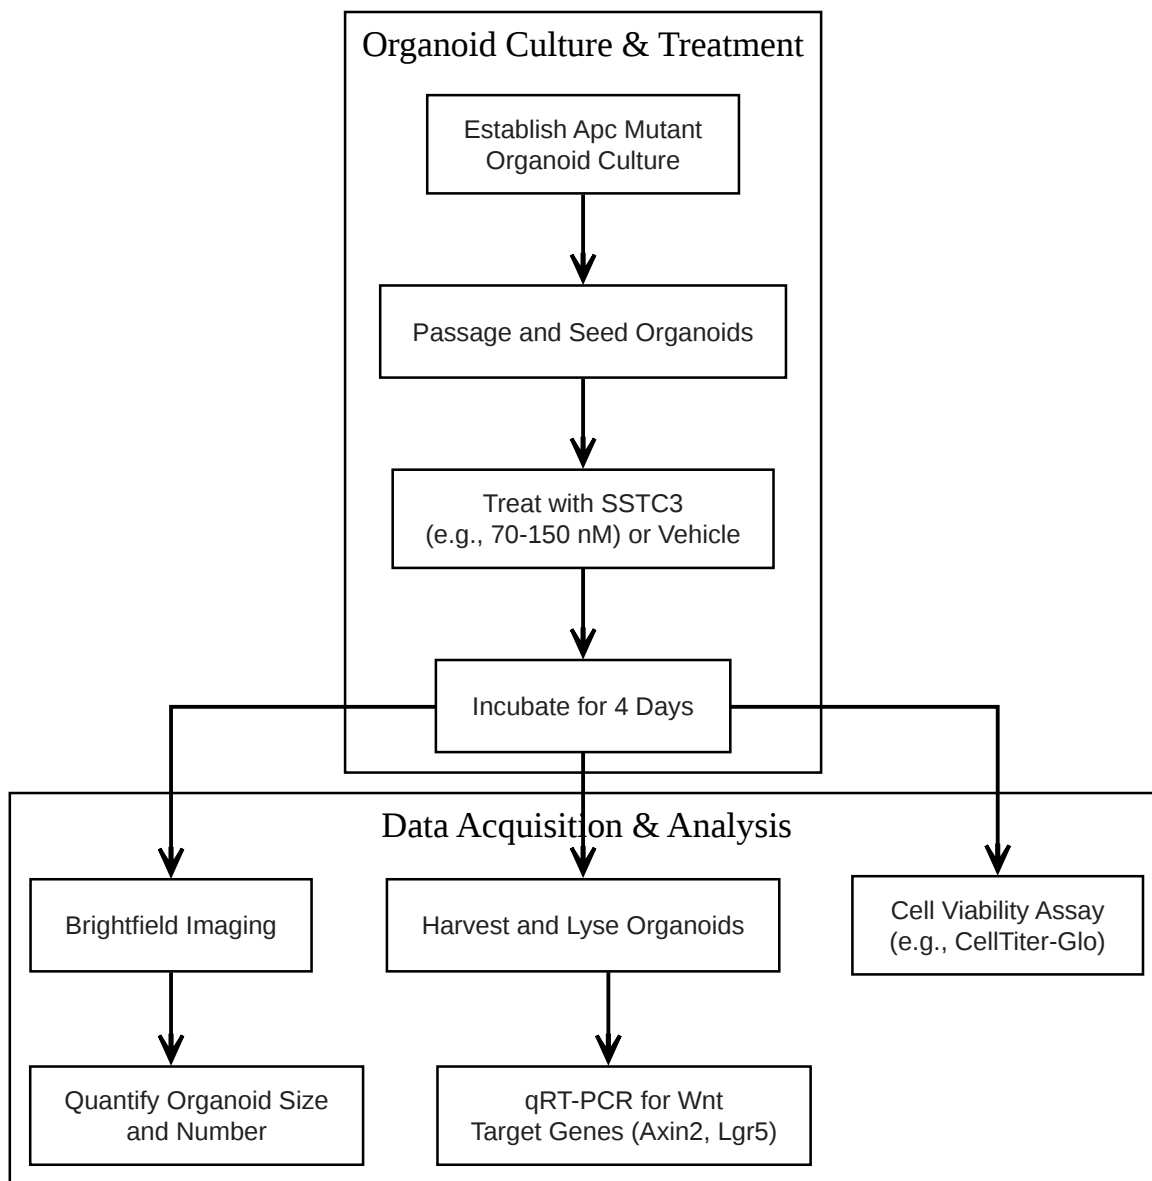 Organoid Culture & Treatment
Establish Apc Mutant
Organoid Culture
Passage and Seed Organoids
Treat with SSTC3
(e.g., 70-150 nM) or Vehicle
Incubate for 4 Days
Data Acquisition & Analysis
Brightfield Imaging
Harvest and Lyse Organoids
Cell Viability Assay
(e.g., CellTiter-Glo)
Quantify Organoid Size
and Number
qRT-PCR for Wnt
Target Genes (Axin2, Lgr5)